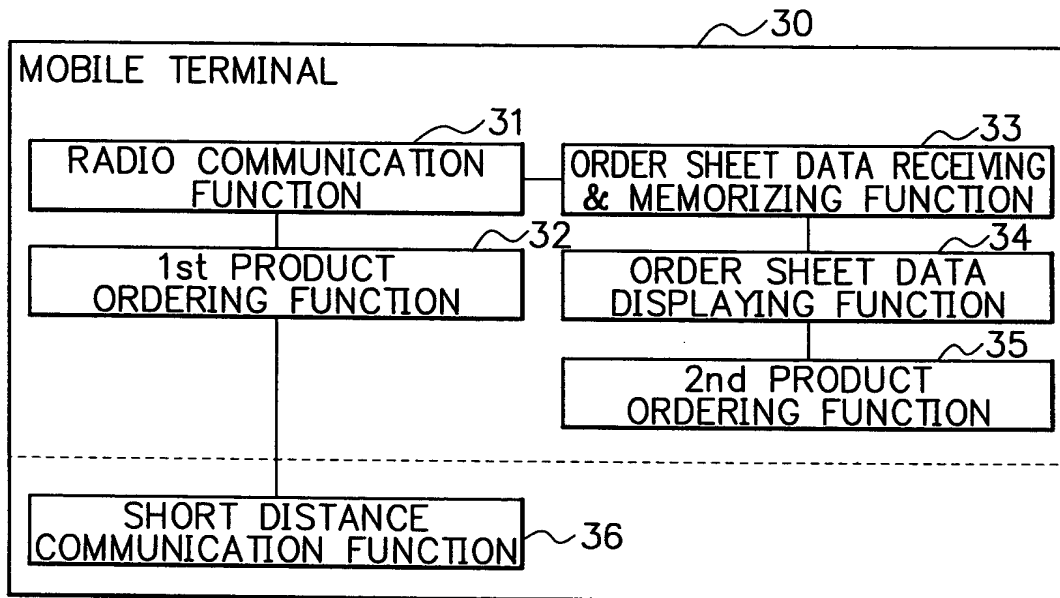 30
MOBILE TERMINAL
31
RADIO COMMUNICATION
FUNCTION
33
ORDER SHEET DATA RECEIVING
& MEMORIZING FUNCTION
32
1st PRODUCT
ORDERING FUNCTION
34
ORDER SHEET DATA
DISPLAYING FUNCTION
35
2nd PRODUCT
ORDERING FUNCTION
SHORT DISTANCE
COMMUNICATION FUNCTION
36